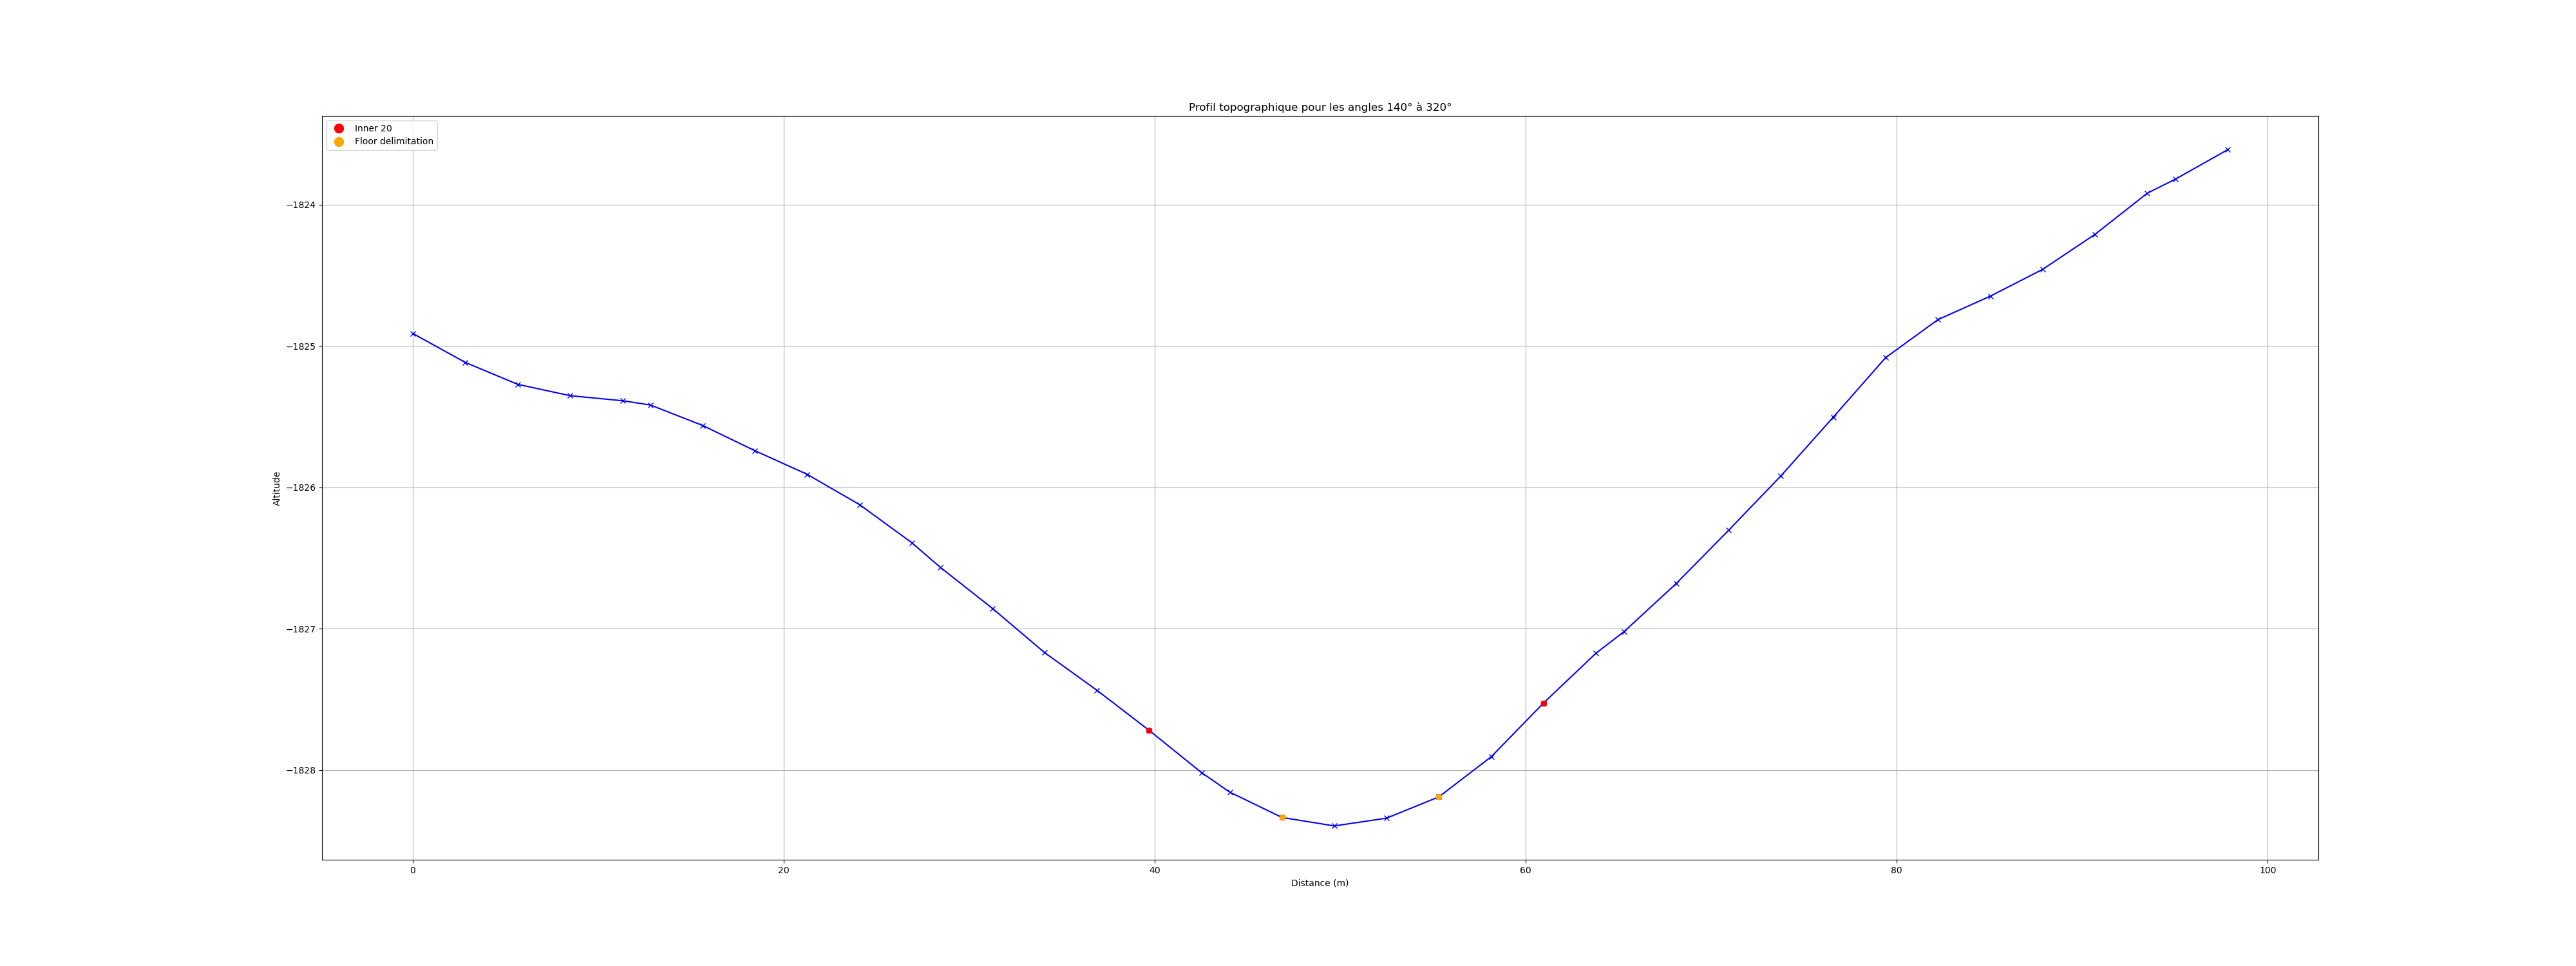 Profil topographique pour les angles 140° à 320°
Inner 20
Floor delimitation
−1824
−1825
−1826
−1827
−1828
Altitude
0 20 40 60 80 100
Distance (m)